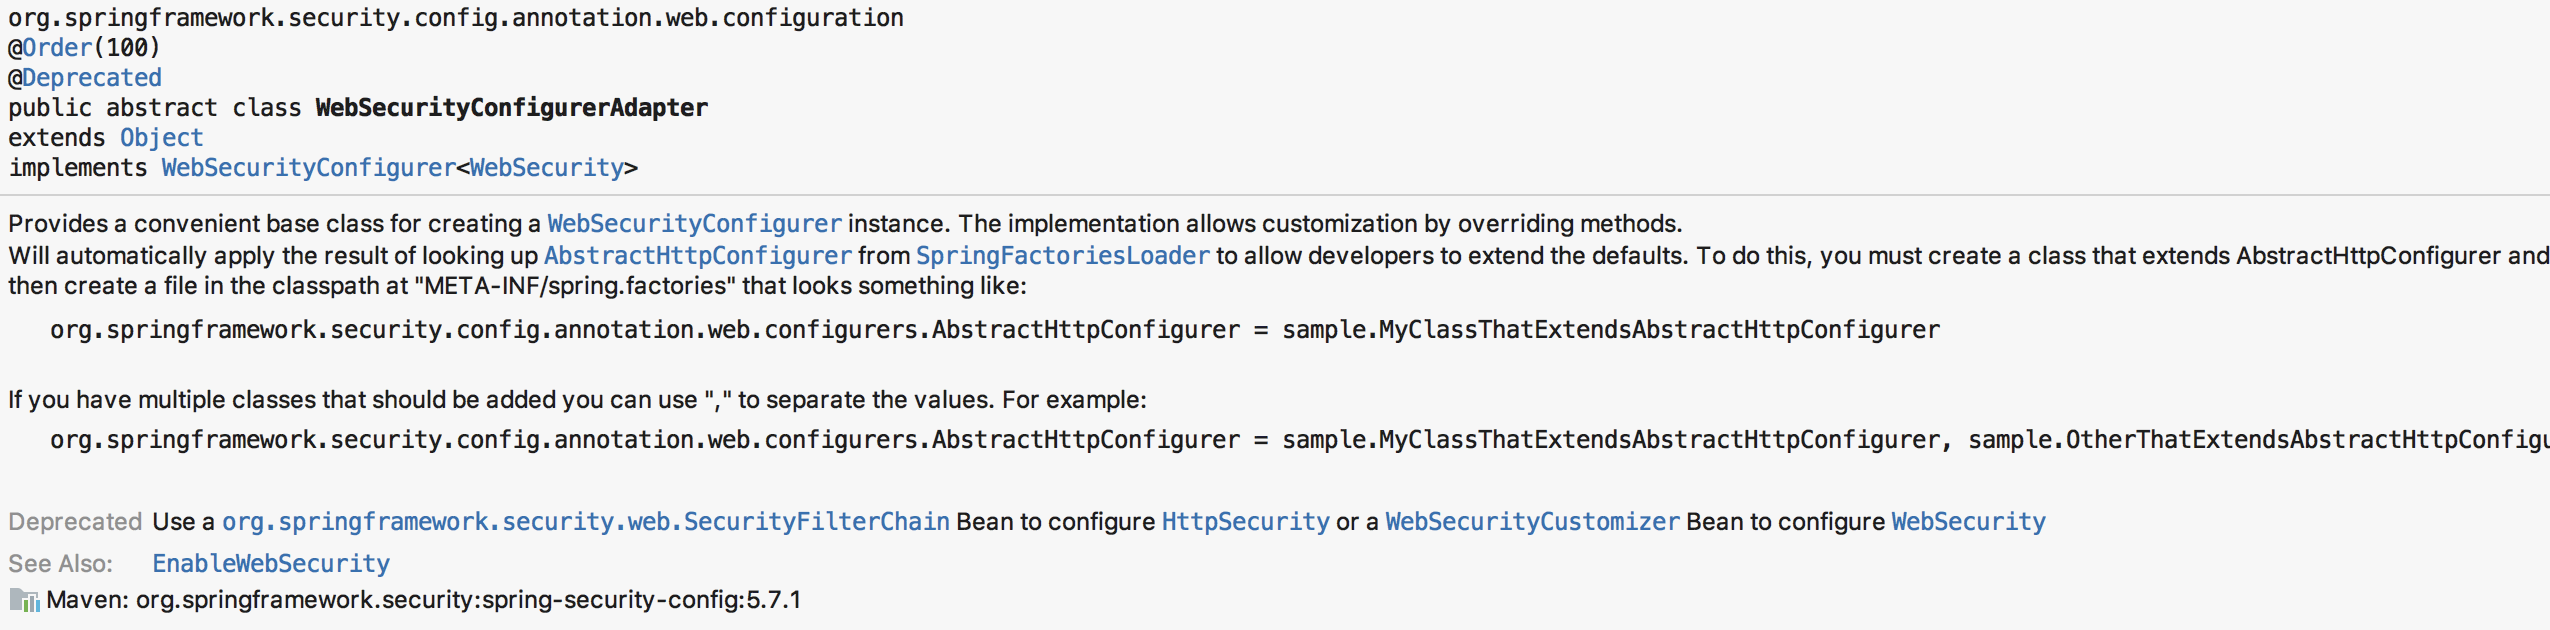 org.springframework.security.config.annotation.web.configuration
@Order(100)
@Deprecated
public abstract class WebSecurityConfigurerAdapter
extends Object
implements WebSecurityConfigurer<WebSecurity>
Provides a convenient base class for creating a WebSecurityConfigurer instance. The implementation allows customization by overriding methods.
Will automatically apply the result of looking up AbstractHttpConfigurer from SpringFactoriesLoader to allow developers to extend the defaults. To do this, you must create a class that extends AbstractHttpConfigurer and
then create a file in the classpath at "META-INF/spring.factories" that looks something like:
org.springframework.security.config.annotation.web.configurers.AbstractHttpConfigurer = sample.MyClassThatExtendsAbstractHttpConfigurer
If you have multiple classes that should be added you can use "," to separate the values. For example:
org.springframework.security.config.annotation.web.configurers.AbstractHttpConfigurer = sample.MyClassThatExtendsAbstractHttpConfigurer, sample.OtherThatExtendsAbstractHttpConfigu
Deprecated Use a org.springframework.security.web.SecurityFilterChain Bean to configure HttpSecurity or a WebSecurityCustomizer Bean to configure WebSecurity
See Also: EnableWebSecurity
Maven: org.springframework.security:spring-security-config:5.7.1